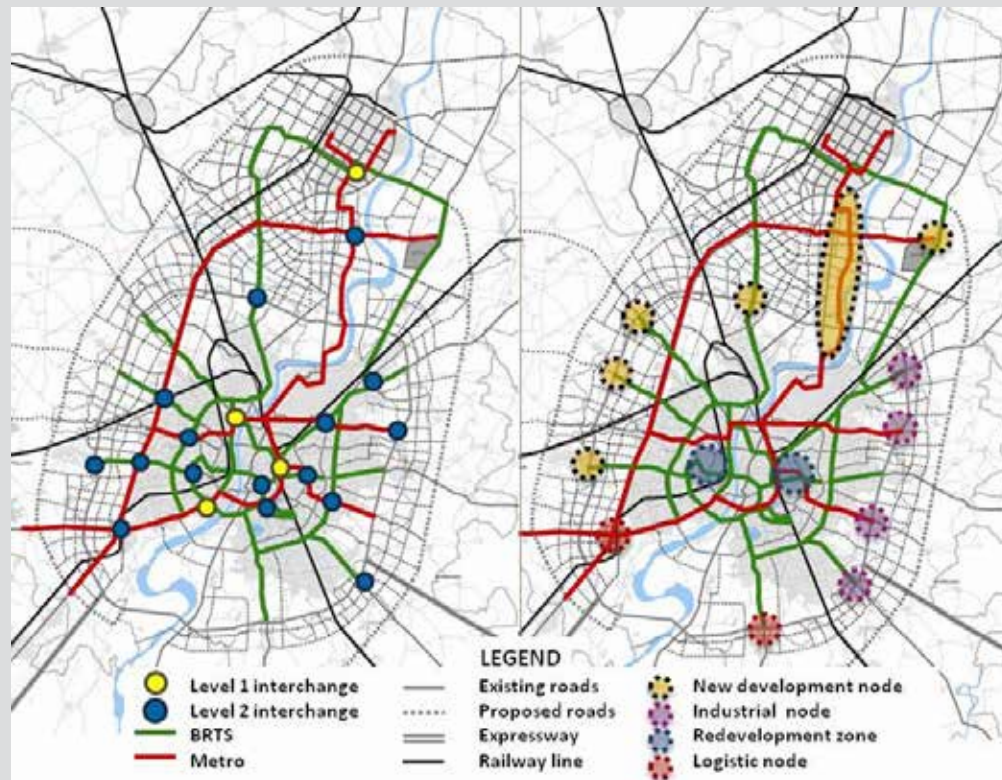 LEGEND
Level 1 interchange
Level 2 interchange
BRTS
Metro
Existing roads
Proposed roads
Expressway
Railway line
New development node
Industrial node
Redevelopment zone
Logistic node